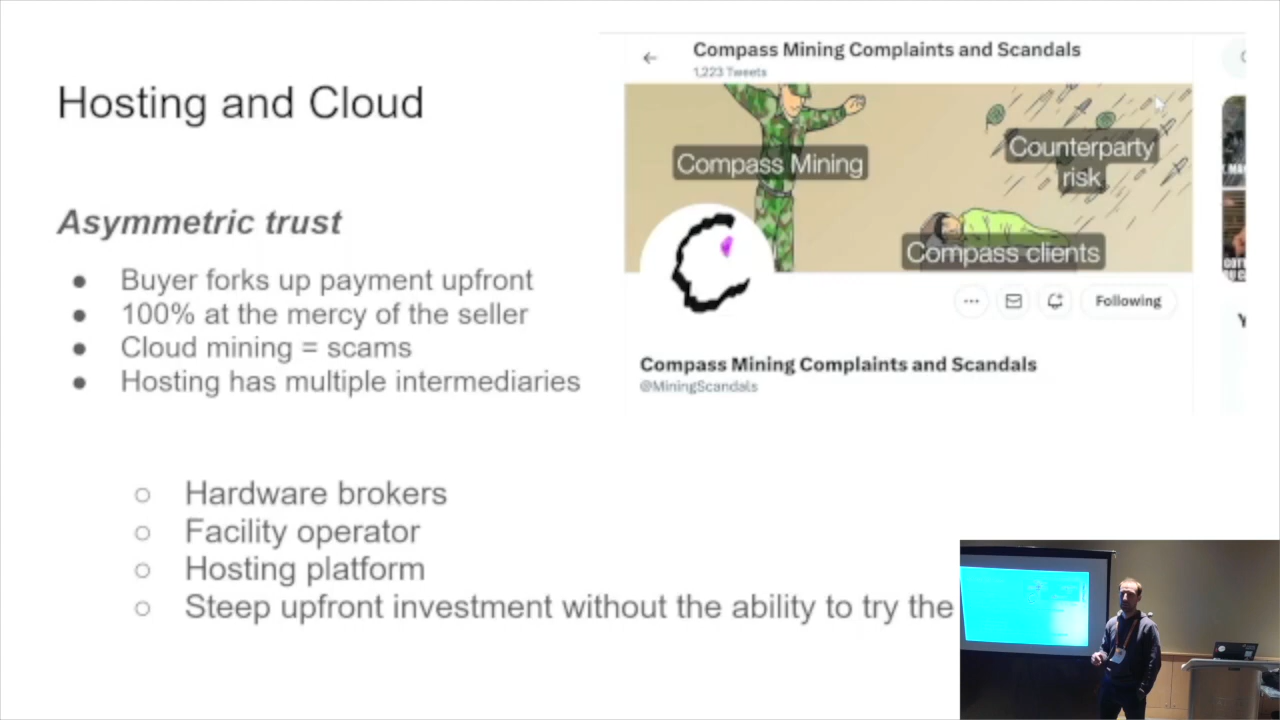 Hosting and Cloud
Asymmetric trust
● Buyer forks up payment upfront
● 100% at the mercy of the seller
● Cloud mining = scams
● Hosting has multiple intermediaries
○ Hardware brokers
○ Facility operator
○ Hosting platform
○ Steep upfront investment without the ability to try the
Compass Mining Complaints and Scandals
1,223 Tweets
Compass Mining
Counterparty
risk
Compass clients
Following
Compass Mining Complaints and Scandals
@MiningScandals